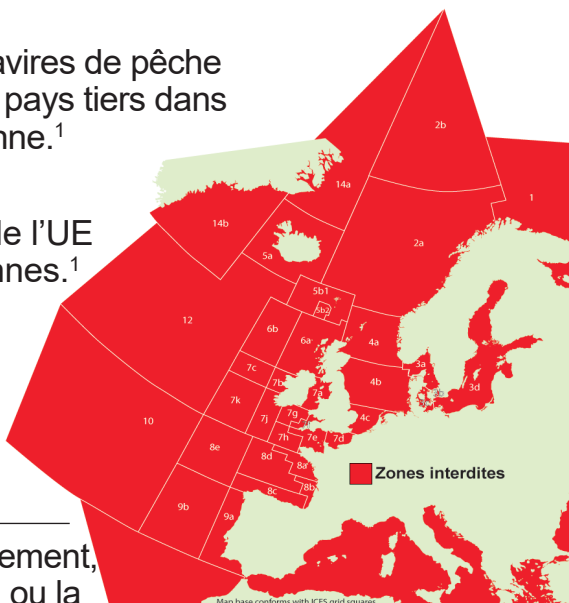 avires de pêche
pays tiers dans
nne.¹
de l’UE
nnes.¹
ement,
ou la
2b
1
14a
14b
2a
5a
5b1
5b2
12
6b
6a
4a
3a
7c
7b
7a
4b
3d
10
7k
7j
7g
4c
7h
7e
7d
8e
8d
8a
8b
8c
9b
9a
Zones interdites
Map base conforms with ICES grid squares